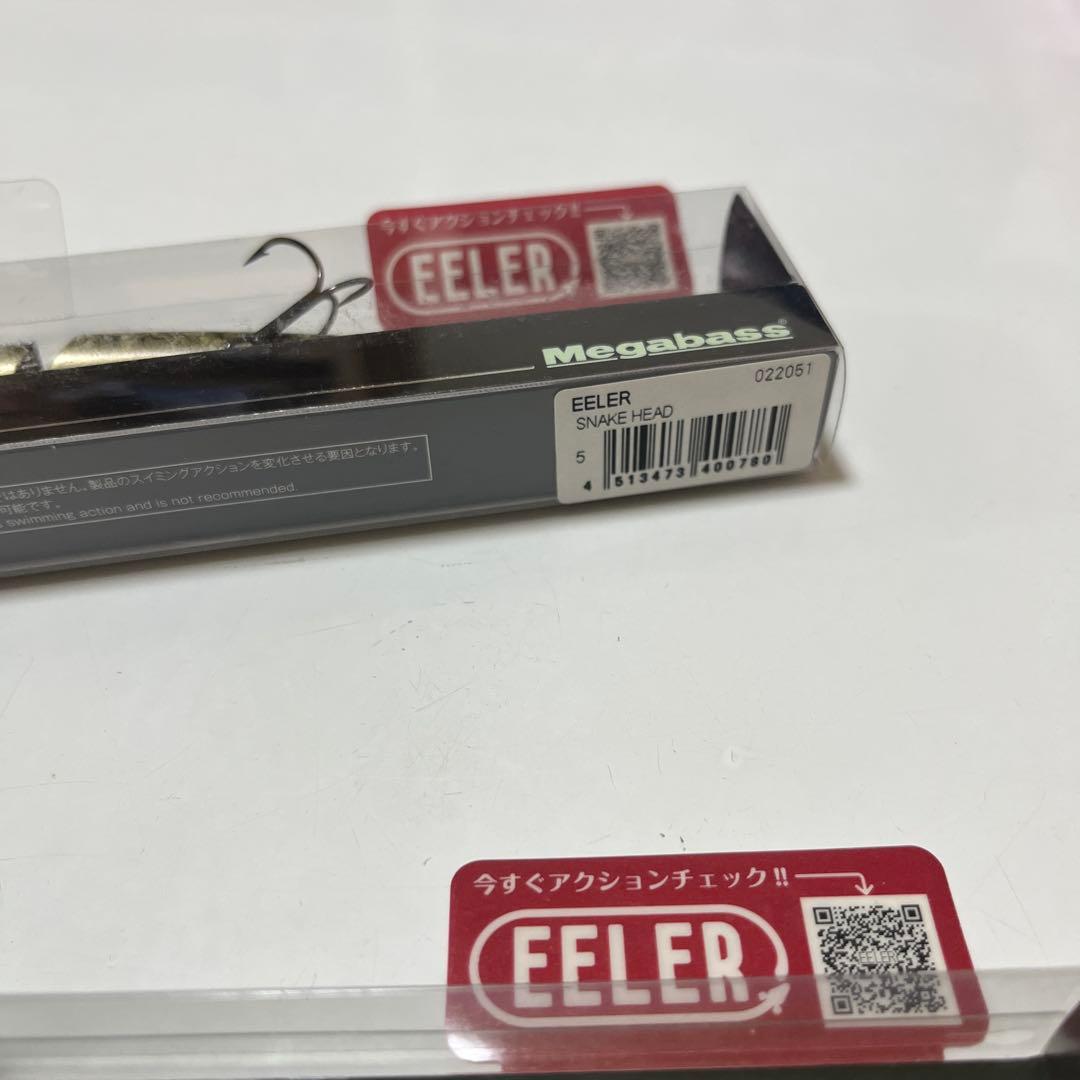 今すぐアクションチェック!!
EELER
Megabass®
022051
EELER
SNAKE HEAD
5
4 513473 400780
ではありません。製品のスイミングアクションを変化させる要因となります。
可能です。
swimming action and is not recommended.
今すぐアクションチェック!!
EELER
EELER